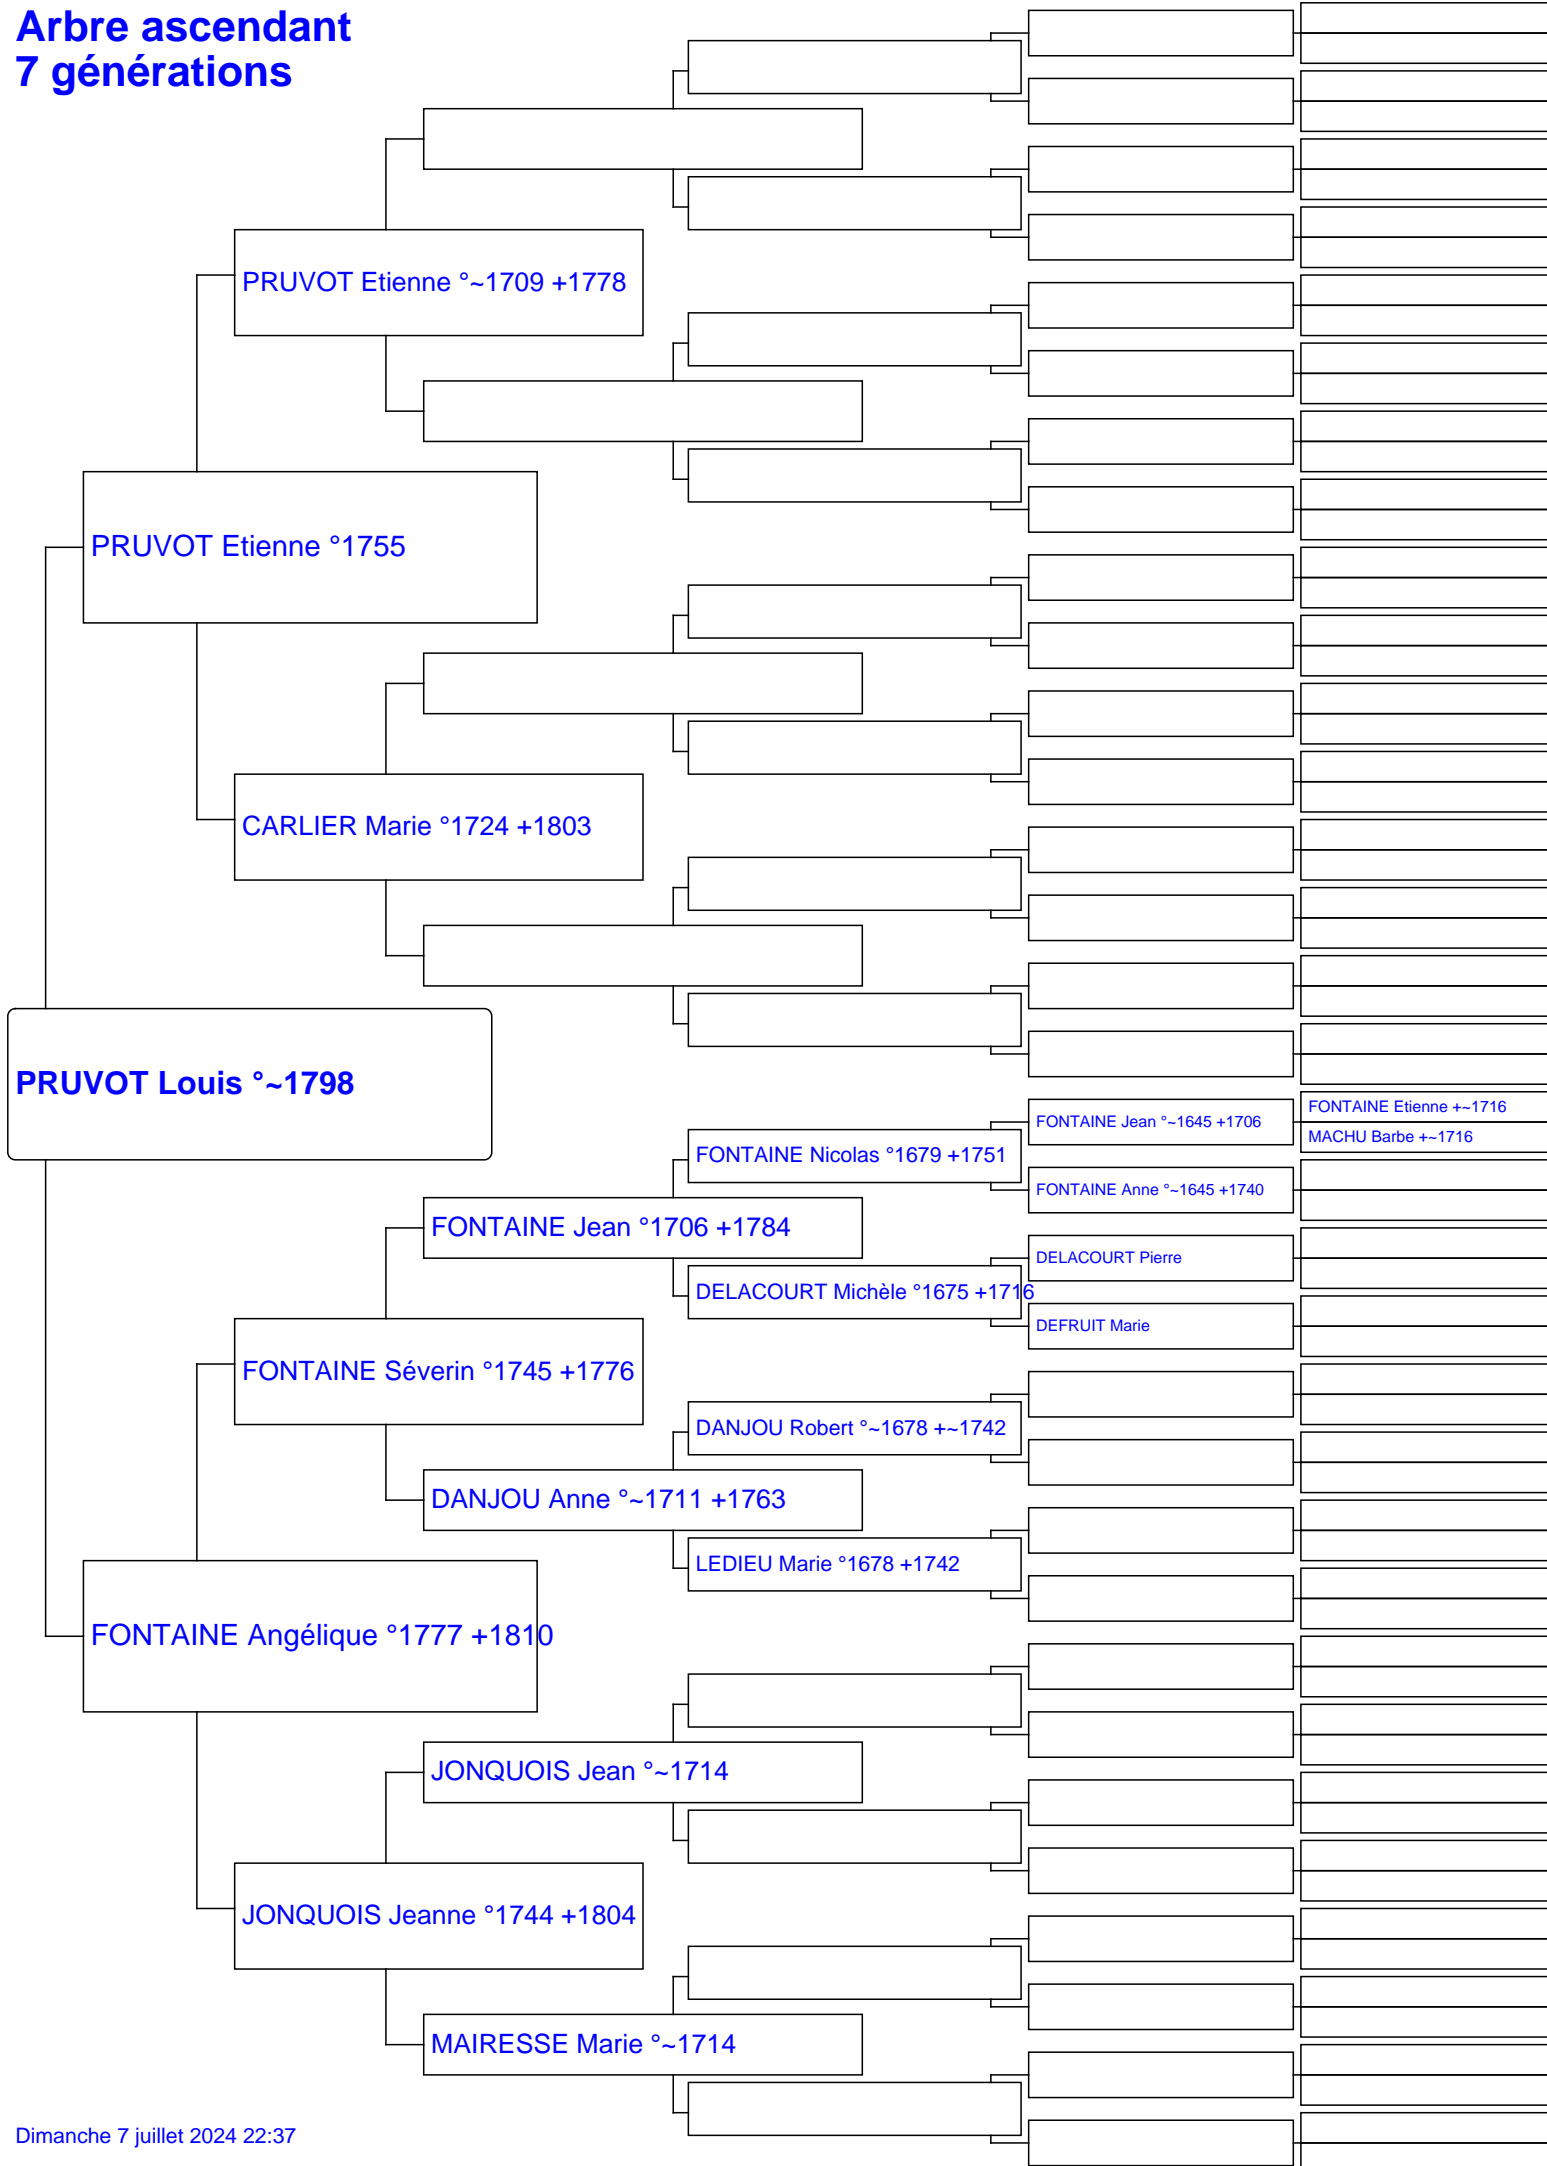 Arbre ascendant
7 générations
PRUVOT Etienne °~1709 +1778
PRUVOT Etienne °1755
CARLIER Marie °1724 +1803
PRUVOT Louis °~1798
FONTAINE Jean °~1645 +1706
FONTAINE Etienne +~1716
MACHU Barbe +~1716
FONTAINE Nicolas °1679 +1751
FONTAINE Anne °~1645 +1740
FONTAINE Jean °1706 +1784
DELACOURT Pierre
DELACOURT Michèle °1675 +1716
DEFRUIT Marie
FONTAINE Séverin °1745 +1776
DANJOU Robert °~1678 +~1742
DANJOU Anne °~1711 +1763
LEDIEU Marie °1678 +1742
FONTAINE Angélique °1777 +1810
JONQUOIS Jean °~1714
JONQUOIS Jeanne °1744 +1804
MAIRESSE Marie °~1714
Dimanche 7 juillet 2024 22:37